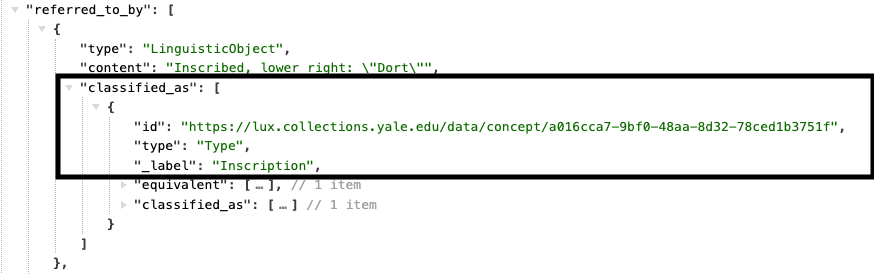 "referred_to_by": [
{
"type": "LinguisticObject",
"content": "Inscribed, lower right: \"Dort\"",
"classified_as": [
{
"id": "https://lux.collections.yale.edu/data/concept/a016cca7-9bf0-48aa-8d32-78ced1b3751f",
"type": "Type",
"_label": "Inscription",
"equivalent": [ … ], // 1 item
"classified_as": [ … ] // 1 item
}
]
},